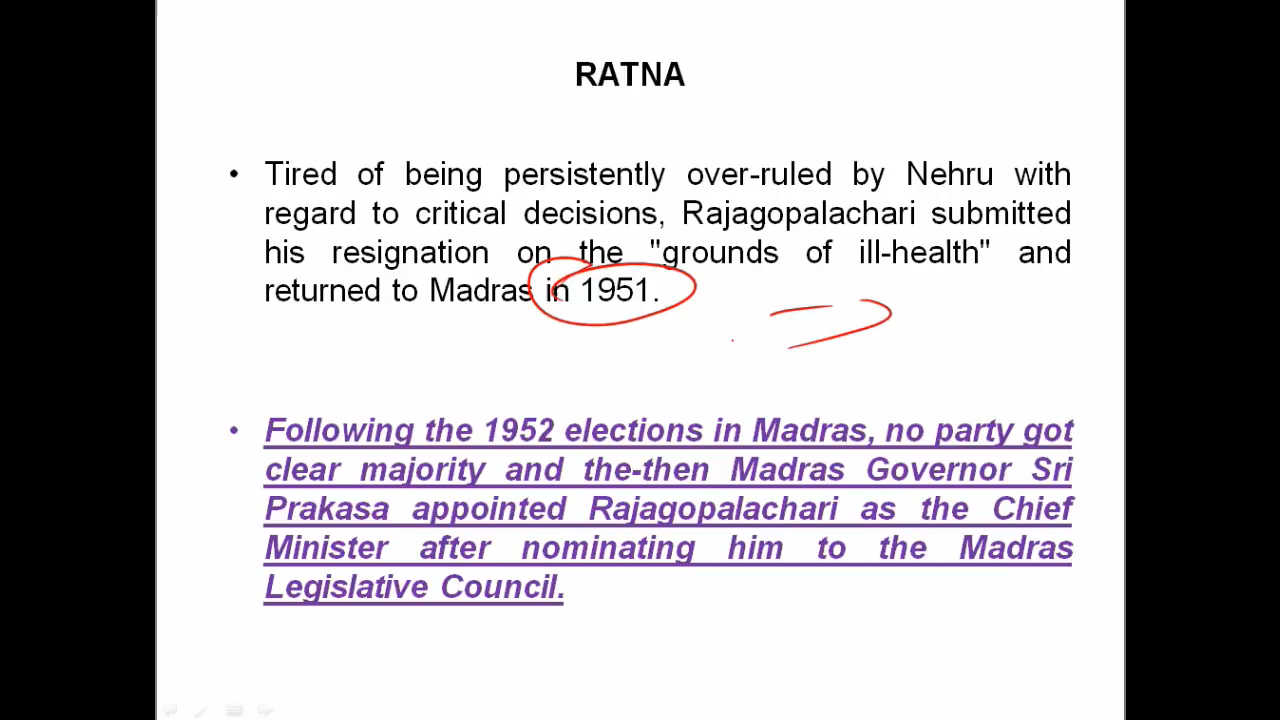 RATNA
• Tired of being persistently over-ruled by Nehru with
regard to critical decisions, Rajagopalachari submitted
his resignation on the "grounds of ill-health" and
returned to Madras in 1951.
• Following the 1952 elections in Madras, no party got
clear majority and the-then Madras Governor Sri
Prakasa appointed Rajagopalachari as the Chief
Minister after nominating him to the Madras
Legislative Council.